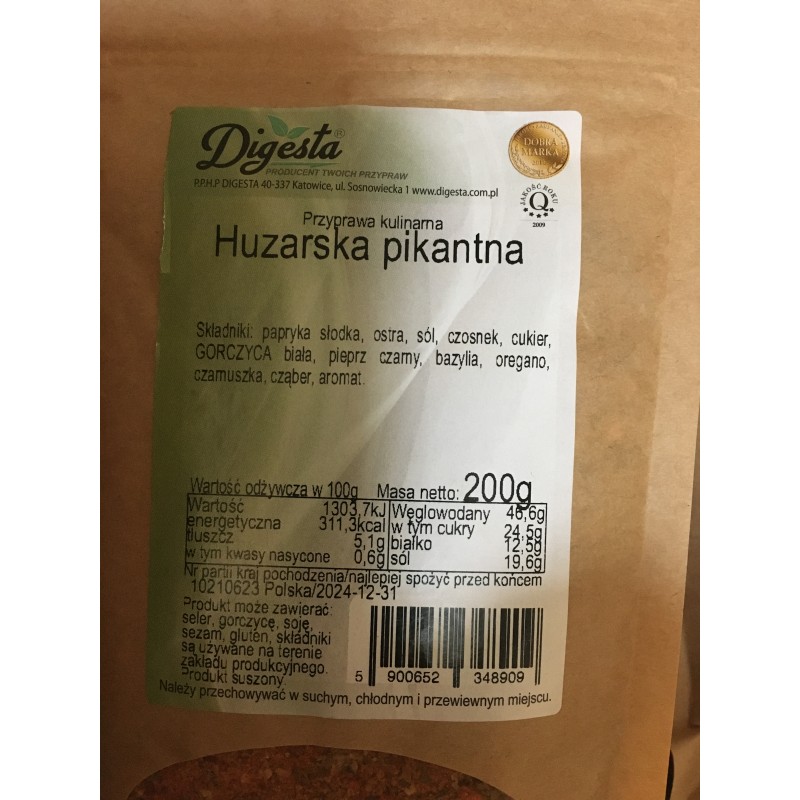 Digesta®
PRODUCENT TWOICH PRZYPRAW
P.P.H.P DIGESTA 40-337 Katowice, ul. Sosnowiecka 1 www.digesta.com.pl
DOBRA
MARKA
JAKOŚĆ ROKU
Q
2009
Przyprawa kulinarna
Huzarska pikantna
Składniki: papryka słodka, ostra, sól, czosnek, cukier,
GORCZYCA biała, pieprz czarny, bazylia, oregano,
czarnuszka, cząber, aromat.
Wartość odżywcza w 100g Masa netto: 200g
Wartość energetyczna 1303,7kJ
311,3kcal
tłuszcz 5,1g
w tym kwasy nasycone 0,6g
Węglowodany 46,6g
w tym cukry 24,5g
białko 12,5g
sól 19,6g
Nr partii kraj pochodzenia/najlepiej spożyć przed końcem
10210623 Polska/2024-12-31
Produkt może zawierać:
seler, gorczycę, soję,
sezam, gluten, składniki
są używane na terenie
zakładu produkcyjnego.
Produkt suszony.
5 900652 348909
Należy przechowywać w suchym, chłodnym i przewiewnym miejscu.